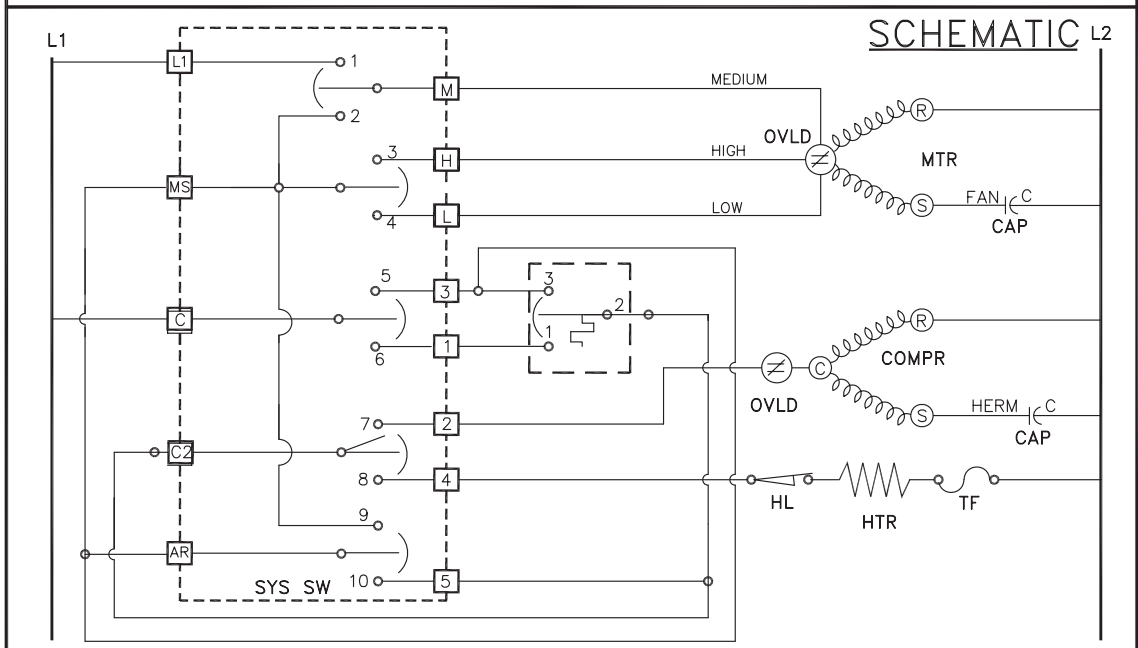 SCHEMATIC
L1
L2
L1
1
M
MEDIUM
2
R
OVLD
MTR
3
H
HIGH
MS
4
L
LOW
S
FAN
C
CAP
5
3
3
2
C
R
1
1
6
COMPR
C
OVLD
7
2
S
HERM
C
CAP
C2
8
4
HL
HTR
TF
9
AR
10
5
SYS SW